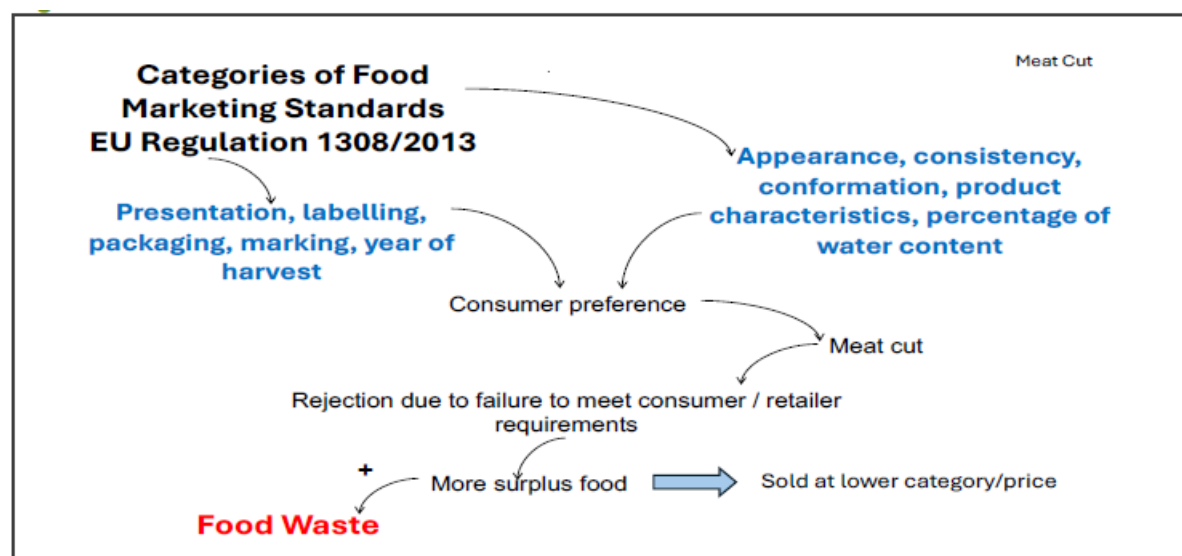 Categories of Food
Marketing Standards
EU Regulation 1308/2013
Meat Cut
Appearance, consistency,
conformation, product
characteristics, percentage of
water content
Presentation, labelling,
packaging, marking, year of
harvest
Consumer preference
Meat cut
Rejection due to failure to meet consumer / retailer
requirements
+
More surplus food
Sold at lower category/price
Food Waste